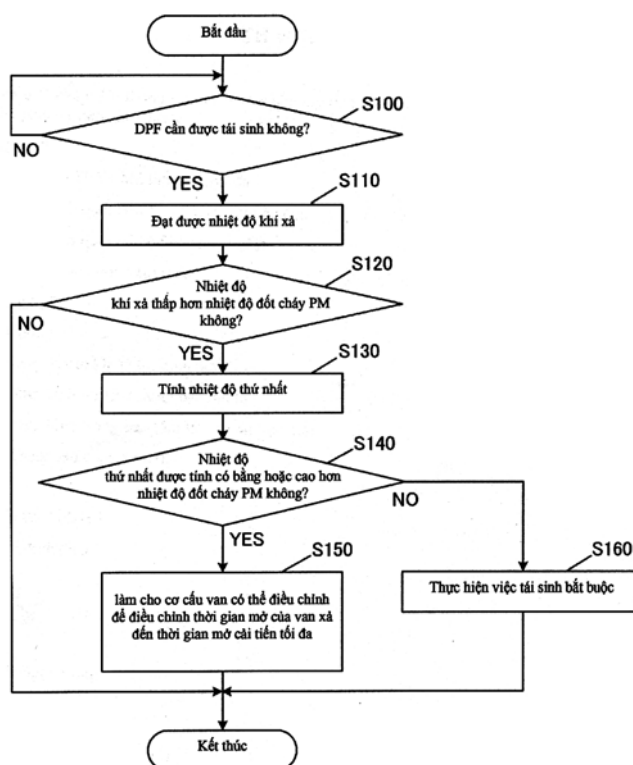 Bắt đầu
S100
DPF cần được tái sinh không?
NO
YES
S110
Đạt được nhiệt độ khí xả
S120
Nhiệt độ
khí xả thấp hơn nhiệt độ đốt cháy PM
không?
NO
YES
S130
Tính nhiệt độ thứ nhất
S140
Nhiệt độ
thứ nhất được tính có bằng hoặc cao hơn
nhiệt độ đốt cháy PM không?
NO
YES
S150
làm cho cơ cấu van có thể điều chỉnh
để điều chỉnh thời gian mở của van xả
đến thời gian mở cải tiến tối đa
S160
Thực hiện việc tái sinh bắt buộc
Kết thúc